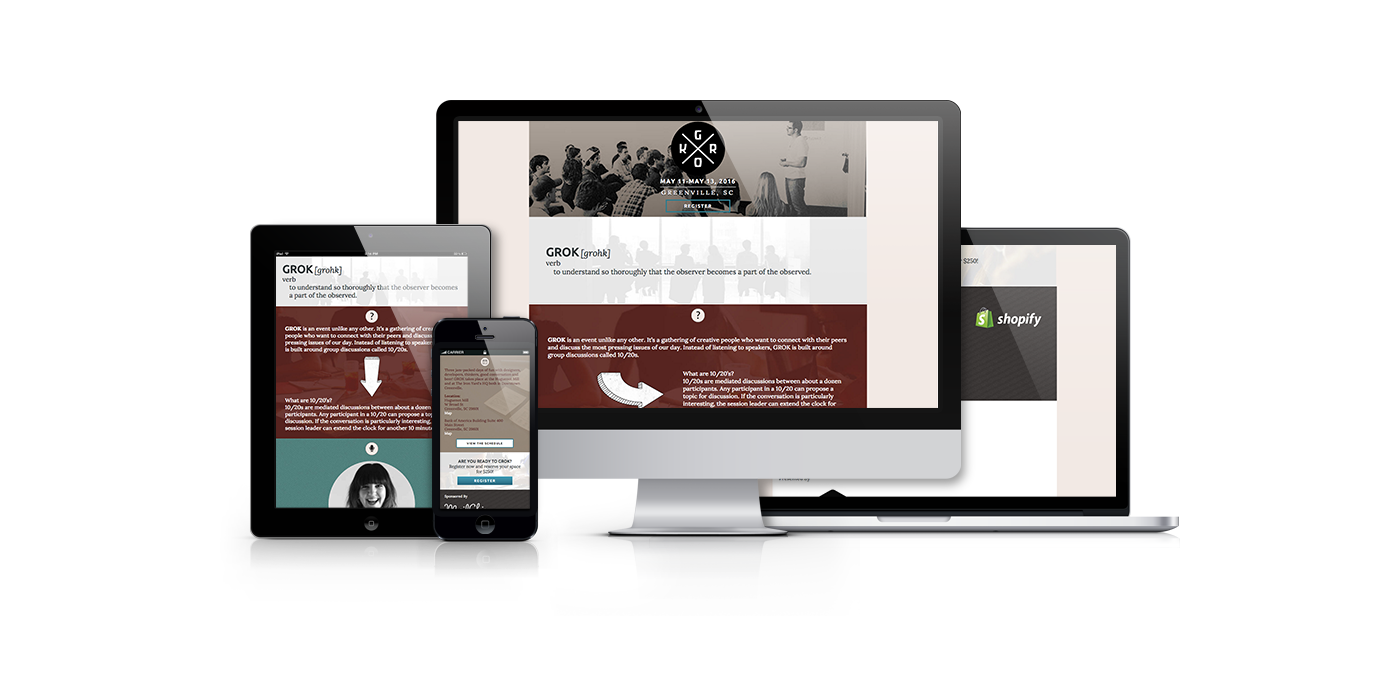 GROK [grohk]
verb
to understand so thoroughly that the observer becomes
a part of the observed.
?
GROK is an event unlike any other. It's a gathering of
people who want to connect with their peers and
pressing issues of our day. Instead of listening to
is built around group discussions called 10/20s.
What are 10/20's?
10/20s are mediated discussions between about a dozen
participants. Any participant in a 10/20 can propose a
topic for discussion. If the conversation is particularly interesting,
session leader can extend the clock for another 10
CARRIER
Location
Map
Map
VIEW THE SCHEDULE
ARE YOU READY TO GROK?
Register now and reserve your space
for $250!
REGISTER
Sponsored By
G
K R
O
MAY 11-MAY 13, 2016
GREENVILLE, SC
REGISTER
GROK [grohk]
verb
to understand so thoroughly that the observer becomes a part of the observed.
?
GROK is an event unlike any other. It's a gathering of creative people who want to connect with their peers
and discuss the most pressing issues of our day. Instead of listening to speakers, GROK is built around
group discussions called 10/20s.
What are 10/20's?
10/20s are mediated discussions between about a dozen
participants. Any participant in a 10/20 can propose a
topic for discussion. If the conversation is particularly
interesting, the session leader can extend the clock for
$250!
shopify